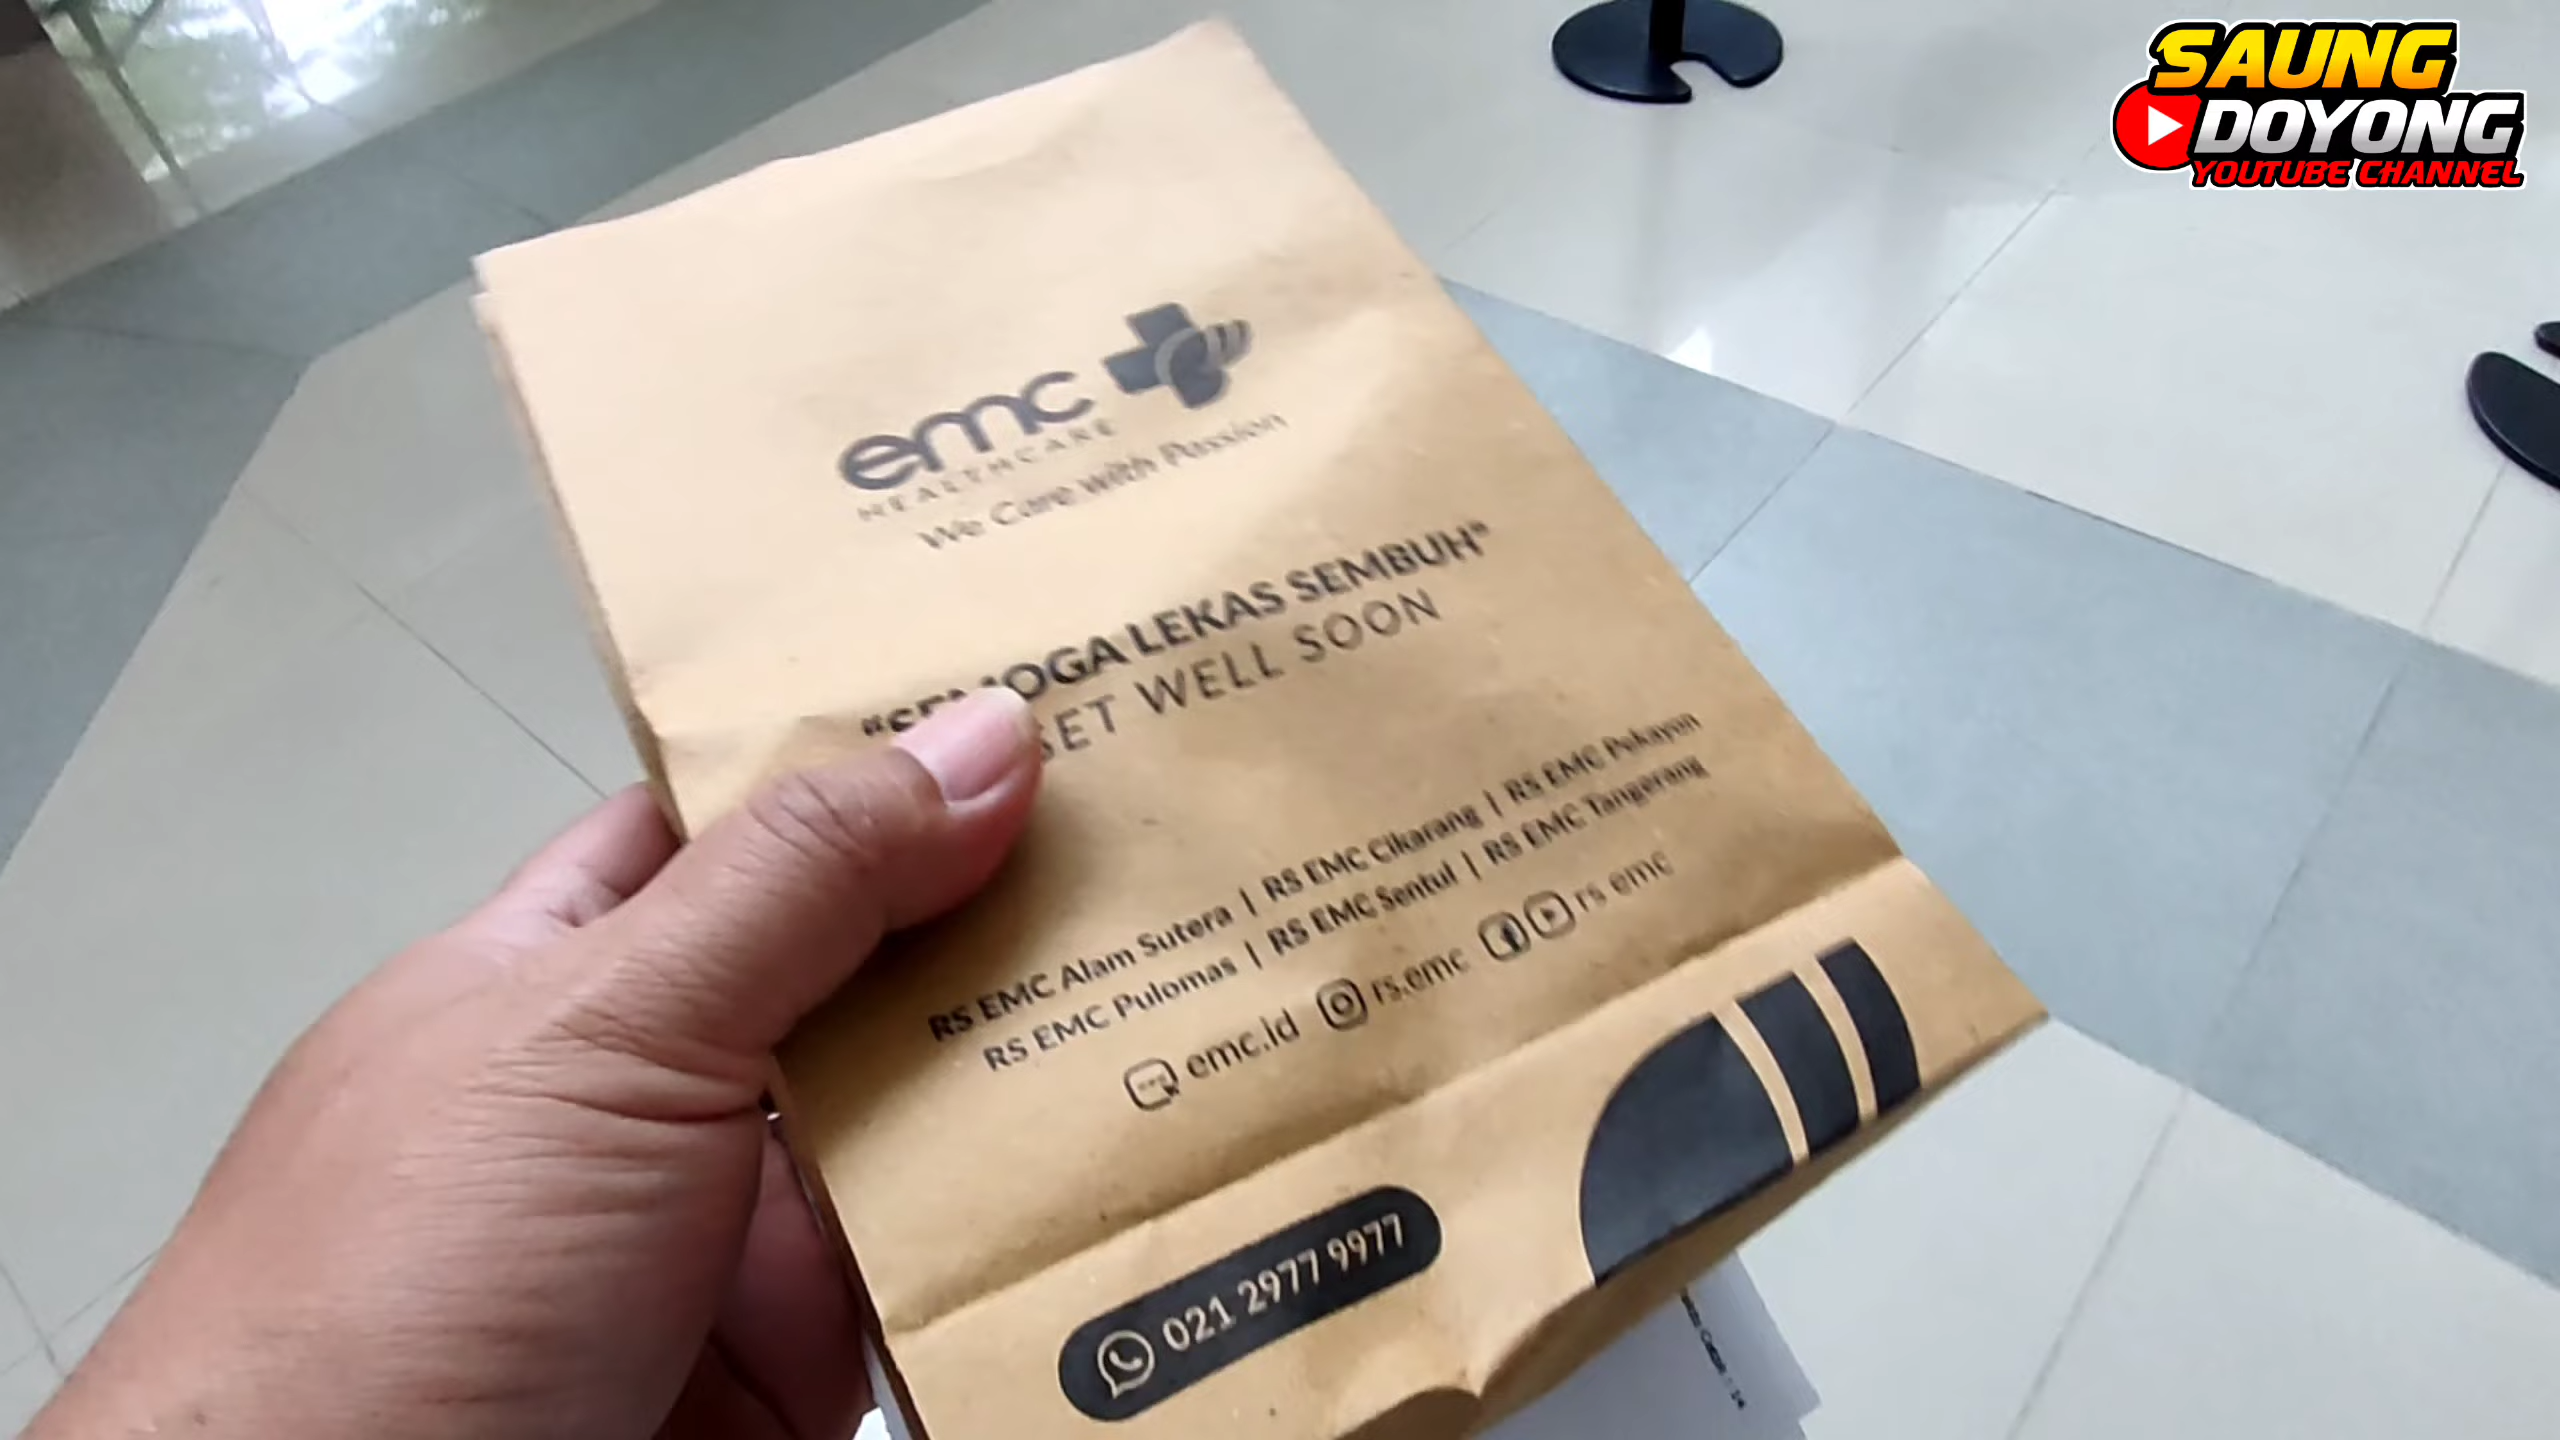 SAUNG
DOYONG
YOUTUBE CHANNEL
emc
HEALTHCARE
We Care with Passion
"SEMOGA LEKAS SEMBUH"
GET WELL SOON
RS EMC Alam Sutera | RS EMC Cikarang | RS EMC Pekayon
RS EMC Pulomas | RS EMC Sentul | RS EMC Tangerang
emc.id rs.emc rs emc
021 2977 9977